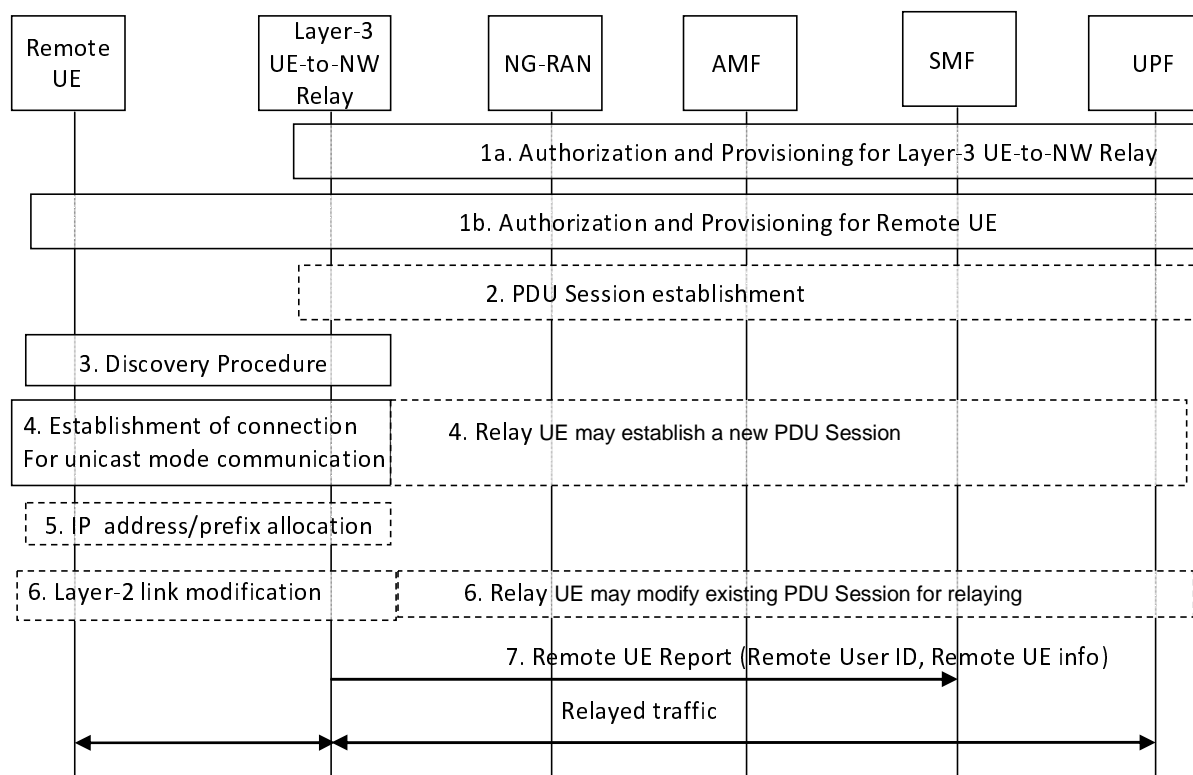 Remote
UE
Layer-3
UE-to-NW
Relay
NG-RAN
AMF
SMF
UPF
1a. Authorization and Provisioning for Layer-3 UE-to-NW Relay
1b. Authorization and Provisioning for Remote UE
2. PDU Session establishment
3. Discovery Procedure
4. Establishment of connection
For unicast mode communication
4. Relay UE may establish a new PDU Session
5. IP address/prefix allocation
6. Layer-2 link modification
6. Relay UE may modify existing PDU Session for relaying
7. Remote UE Report (Remote User ID, Remote UE info)
Relayed traffic